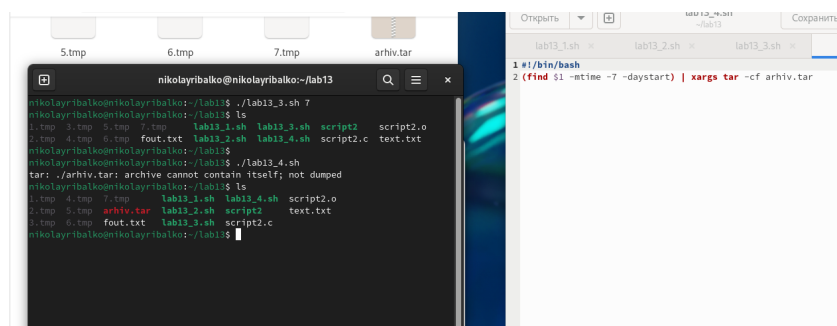 5.tmp 6.tmp 7.tmp arhiv.tar
nikolayribalko@nikolayribalko:~/lab13
nikolayribalko@nikolayribalko:~/lab13$ ./lab13_3.sh 7
nikolayribalko@nikolayribalko:~/lab13$ ls
1.tmp 3.tmp 5.tmp 7.tmp lab13_1.sh lab13_3.sh script2 script2.o
2.tmp 4.tmp 6.tmp fout.txt lab13_2.sh lab13_4.sh script2.c text.txt
nikolayribalko@nikolayribalko:~/lab13$
nikolayribalko@nikolayribalko:~/lab13$ ./lab13_4.sh
tar: ./arhiv.tar: archive cannot contain itself; not dumped
nikolayribalko@nikolayribalko:~/lab13$ ls
1.tmp 4.tmp 7.tmp lab13_1.sh lab13_4.sh script2.o
2.tmp 5.tmp arhiv.tar lab13_2.sh script2 text.txt
3.tmp 6.tmp fout.txt lab13_3.sh script2.c
nikolayribalko@nikolayribalko:~/lab13$
Открыть lab13_4.sh Сохранить
~/lab13
lab13_1.sh × lab13_2.sh × lab13_3.sh ×
1 #!/bin/bash
2 (find $1 -mtime -7 -daystart) | xargs tar -cf arhiv.tar